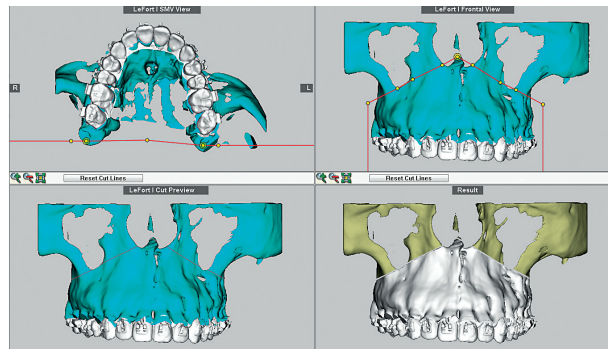 LeFort I SMV View
LeFort I Frontal View
R
L
Reset Cut Lines
Reset Cut Lines
LeFort I Cut Preview
Result